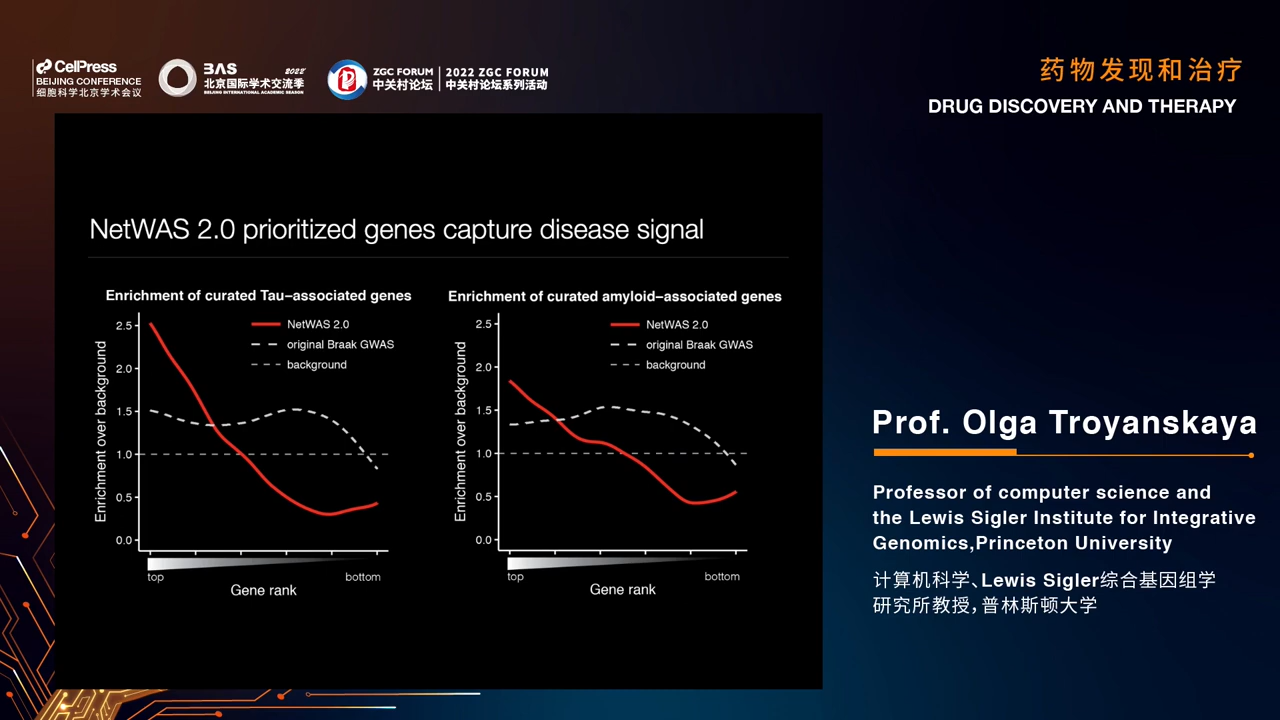 CellPress
BEIJING CONFERENCE
细胞科学北京学术会议
BAS 2022
北京国际学术交流季
BEIJING INTERNATIONAL ACADEMIC SEASON
ZGC FORUM
中关村论坛
2022 ZGC FORUM
中关村论坛系列活动
药物发现和治疗
DRUG DISCOVERY AND THERAPY
NetWAS 2.0 prioritized genes capture disease signal
Enrichment of curated Tau–associated genes
NetWAS 2.0
original Braak GWAS
background
Enrichment over background
2.5
2.0
1.5
1.0
0.5
0.0
top
bottom
Gene rank
Enrichment of curated amyloid–associated genes
NetWAS 2.0
original Braak GWAS
background
Enrichment over background
2.5
2.0
1.5
1.0
0.5
0.0
top
bottom
Gene rank
Prof. Olga Troyanskaya
Professor of computer science and
the Lewis Sigler Institute for Integrative
Genomics,Princeton University
计算机科学、Lewis Sigler综合基因组学
研究所教授，普林斯顿大学